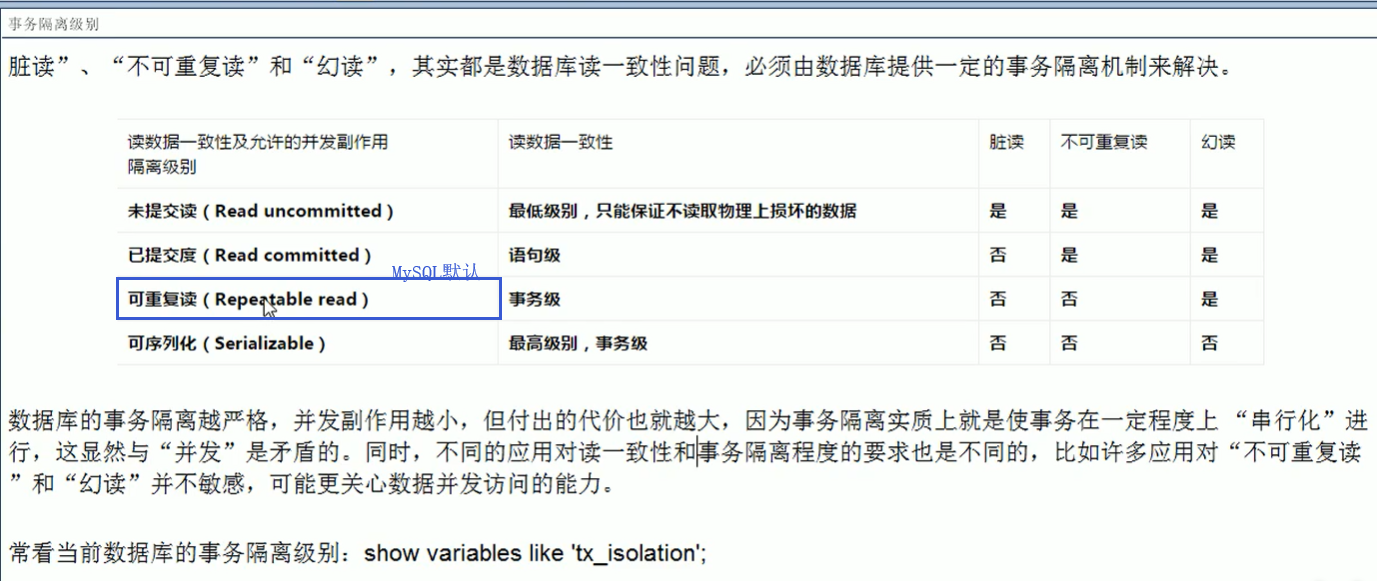 事务隔离级别
脏读”、“不可重复读”和“幻读”，其实都是数据库读一致性问题，必须由数据库提供一定的事务隔离机制来解决。
读数据一致性及允许的并发副作用
隔离级别
读数据一致性
脏读
不可重复读
幻读
未提交读（Read uncommitted） 最低级别，只能保证不读取物理上损坏的数据 是 是 是
已提交度（Read committed） 语句级 否 是 是
MySQL默认
可重复读（Repeatable read） 事务级 否 否 是
可序列化（Serializable） 最高级别，事务级 否 否 否
数据库的事务隔离越严格，并发副作用越小，但付出的代价也就越大，因为事务隔离实质上就是使事务在一定程度上 “串行化”进
行，这显然与“并发”是矛盾的。同时，不同的应用对读一致性和事务隔离程度的要求也是不同的，比如许多应用对“不可重复读
”和“幻读”并不敏感，可能更关心数据并发访问的能力。
常看当前数据库的事务隔离级别：show variables like 'tx_isolation';